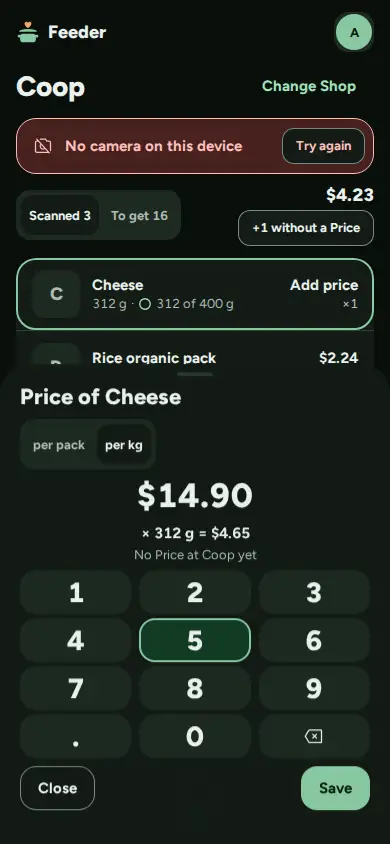 Feeder
A
Coop
Change Shop
No camera on this device
Try again
Scanned 3
To get 16
$4.23
+1 without a Price
C
Cheese
Add price
312 g · 312 of 400 g
×1
Rice organic pack
$2.24
Price of Cheese
per pack
per kg
$14.90
× 312 g = $4.65
No Price at Coop yet
1
2
3
4
5
6
7
8
9
.
0
Close
Save